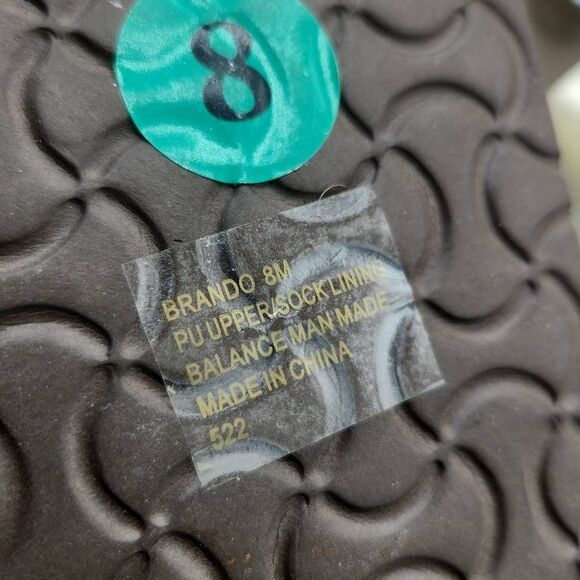 8
BRANDO 8M
PU UPPER/SOCK LINING
BALANCE MAN MADE
MADE IN CHINA
522